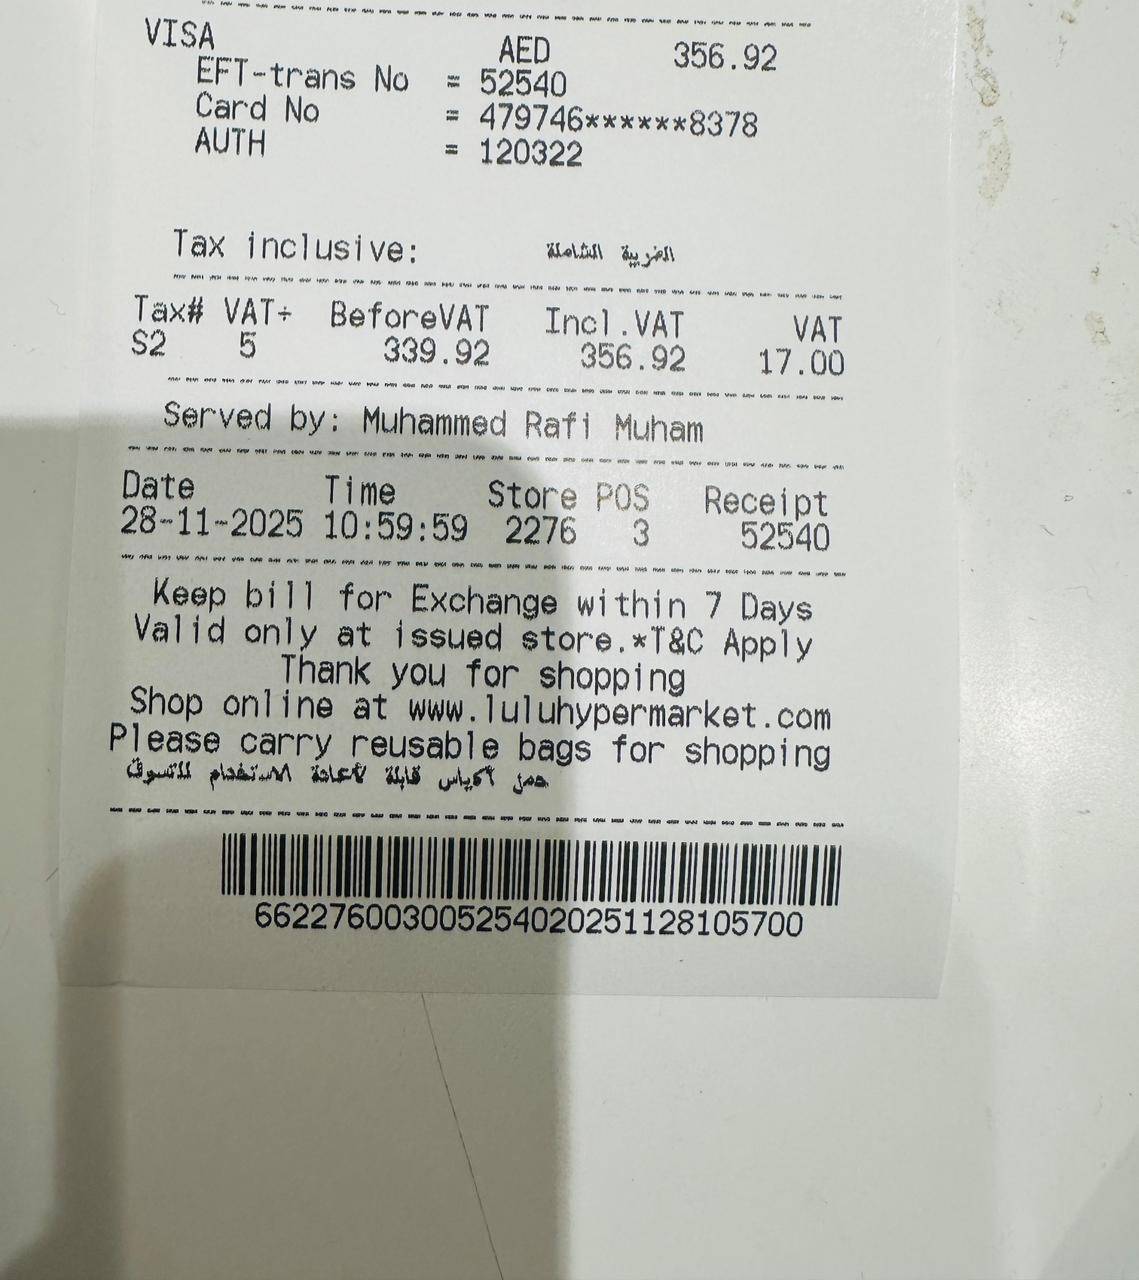 VISA AED 356.92
EFT-trans No = 52540
Card No = 479746******8378
AUTH = 120322
Tax inclusive: الضريبة الشاملة
Tax# VAT÷ BeforeVAT Incl.VAT VAT
S2 5 339.92 356.92 17.00
Served by: Muhammed Rafi Muham
Date Time Store POS Receipt
28-11-2025 10:59:59 2276 3 52540
Keep bill for Exchange within 7 Days
Valid only at issued store.*T&C Apply
Thank you for shopping
Shop online at www.luluhypermarket.com
Please carry reusable bags for shopping
حمل أكياس قابلة لأعادة الاستخدام للتسوق
662276003005254020251128105700